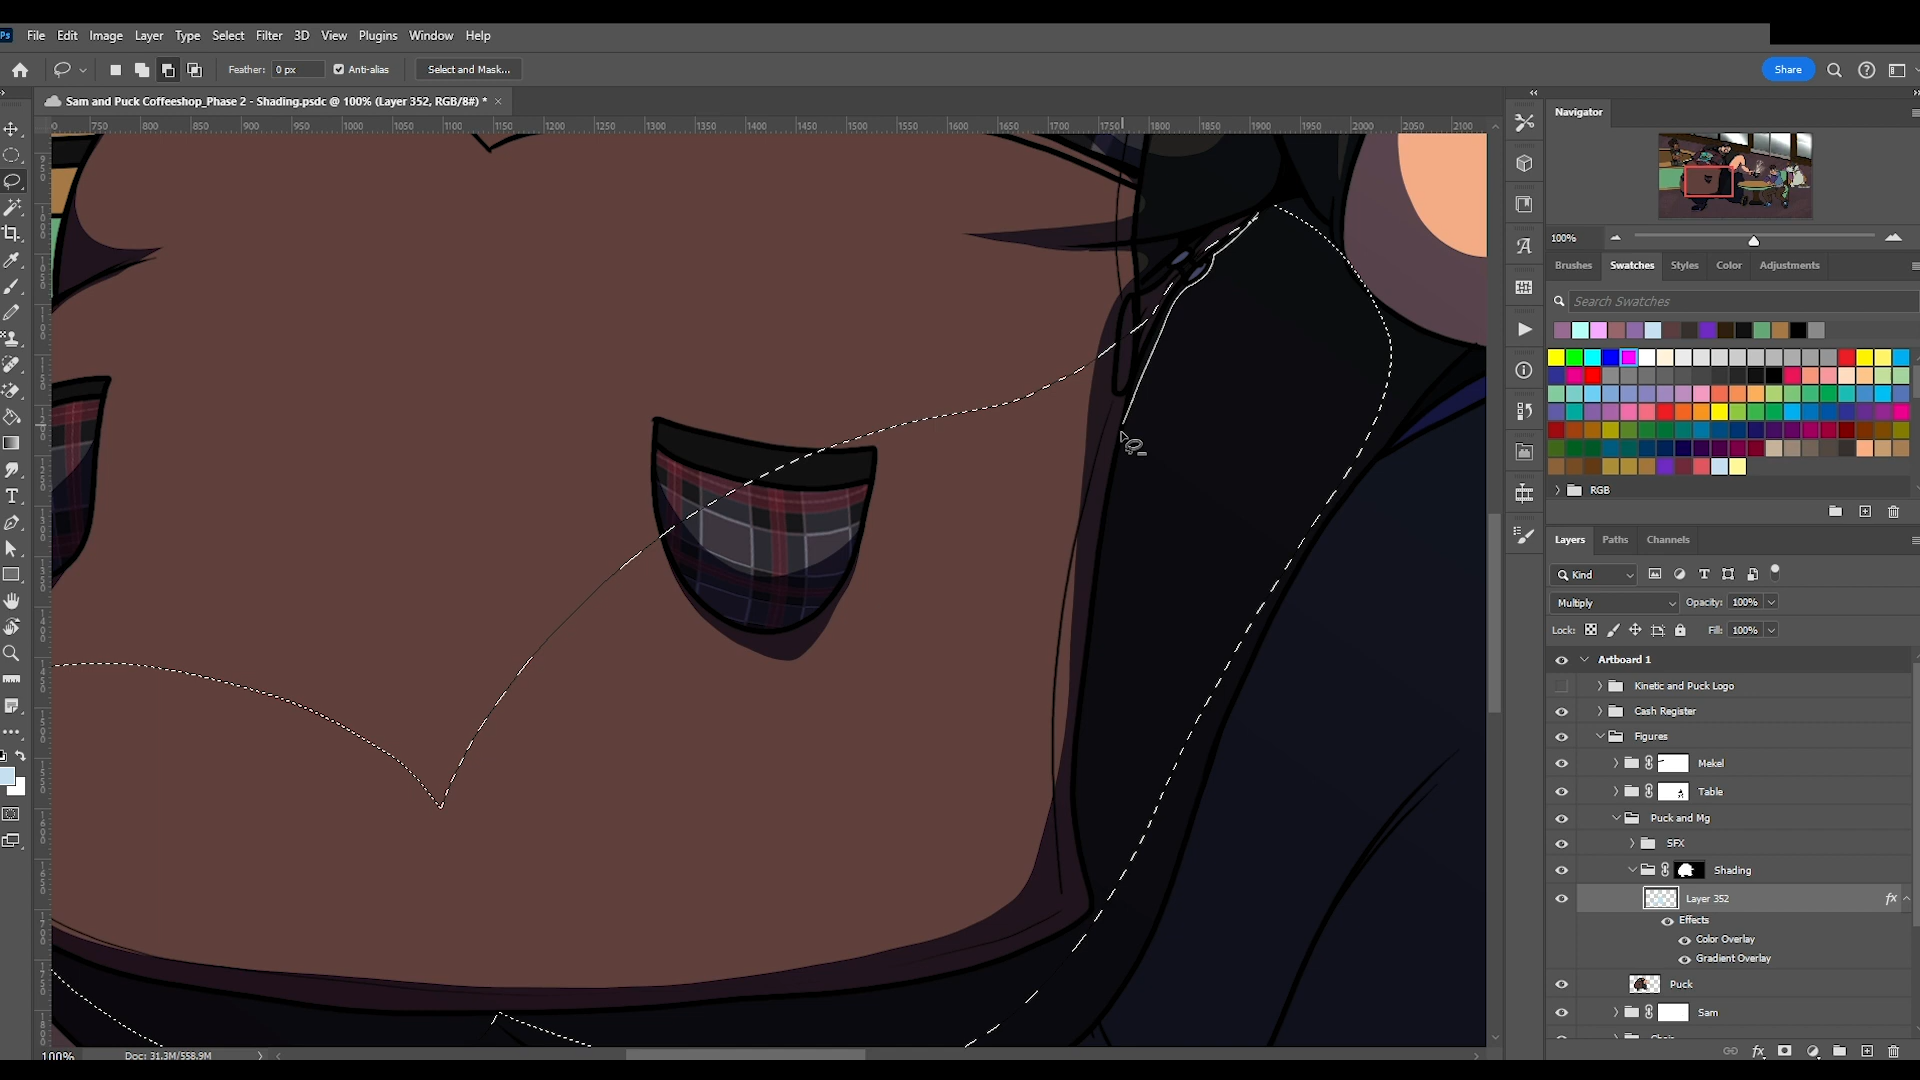 Ps File Edit Image Layer Type Select Filter 3D View Plugins Window Help
Feather: 0 px Anti-alias Select and Mask... Share
Sam and Puck Coffeeshop_Phase 2 - Shading.psdc @ 100% (Layer 352, RGB/8#) * ×
750 800 850 900 950 1000 1050 1100 1150 1200 1250 1300 1350 1400 1450 1500 1550 1600 1650 1700 1750 1800 1850 1900 1950 2000 2050 2100
Navigator
100%
Brushes Swatches Styles Color Adjustments
Search Swatches
RGB
Layers Paths Channels
Kind
Multiply Opacity: 100%
Lock: Fill: 100%
Artboard 1
Kinetic and Puck Logo
Cash Register
Figures
Mekel
Table
Puck and Mg
SFX
Shading
Layer 352 fx
Effects
Color Overlay
Gradient Overlay
Puck
Sam
100% Doc: 31.3M/558.9M